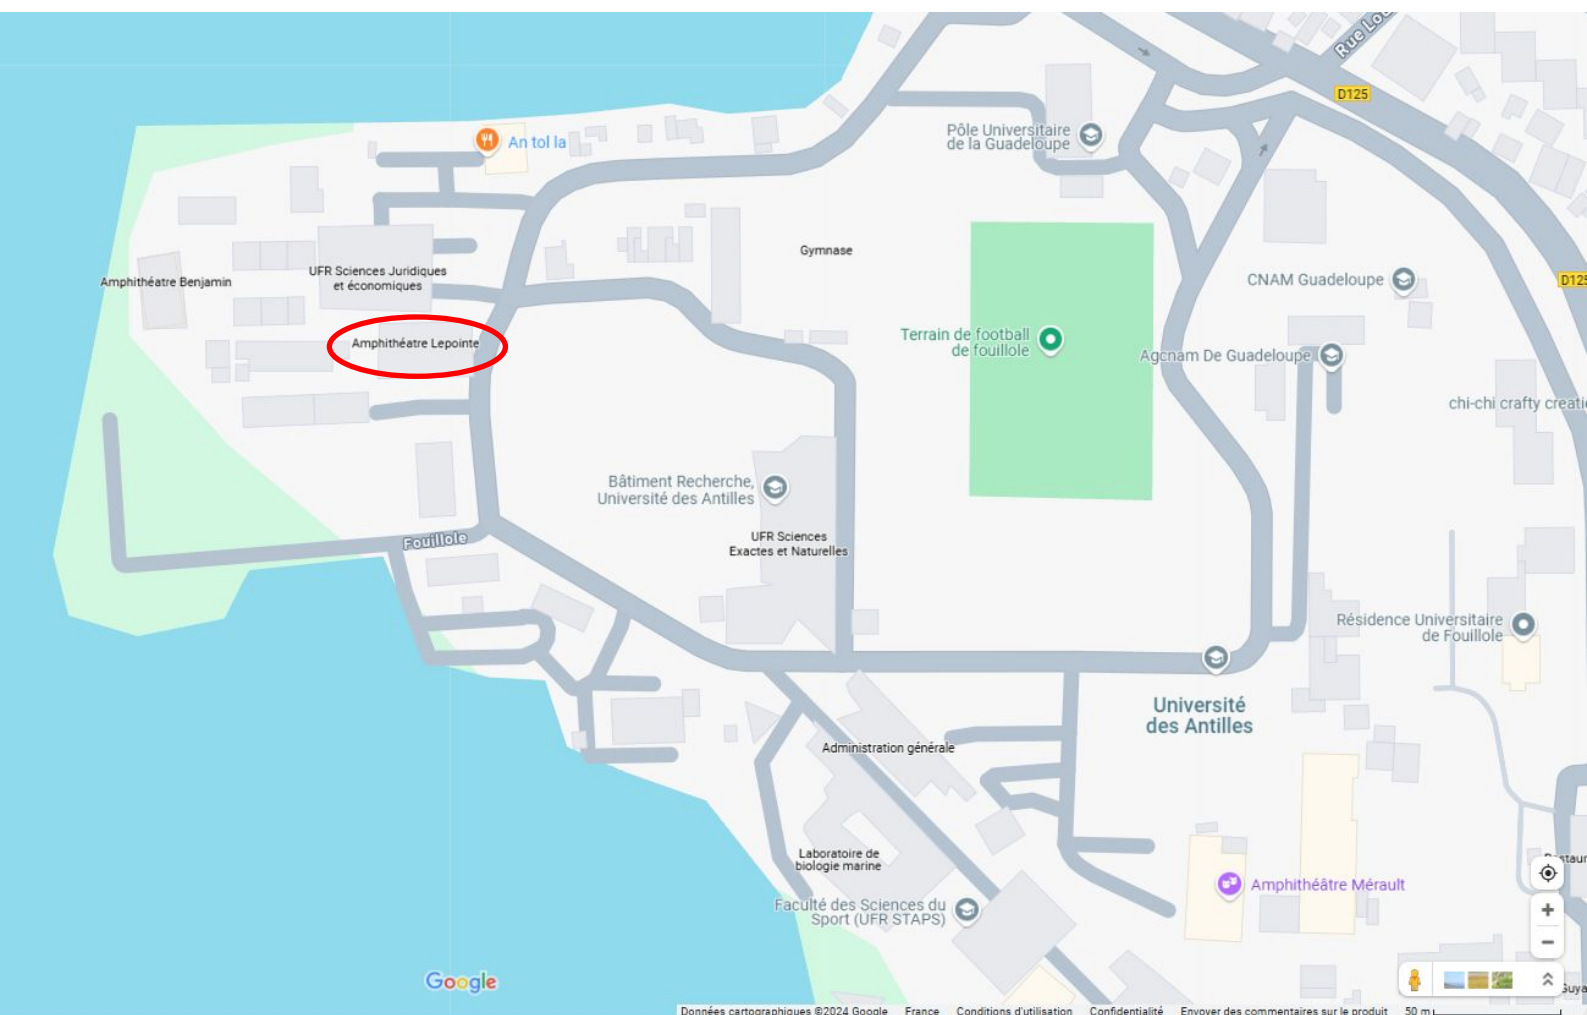 Rue Lou
D125
Pôle Universitaire
de la Guadeloupe
An tol la
Gymnase
UFR Sciences Juridiques
et économiques
Amphithéatre Benjamin
CNAM Guadeloupe
D125
Amphithéatre Lepointe
Terrain de football
de fouillole
Agcnam De Guadeloupe
chi-chi crafty creati
Bâtiment Recherche,
Université des Antilles
UFR Sciences
Exactes et Naturelles
Fouillole
Résidence Universitaire
de Fouillole
Université
des Antilles
Administration générale
Laboratoire de
biologie marine
Amphithéâtre Mérault
Faculté des Sciences du
Sport (UFR STAPS)
Google
Données cartographiques ©2024 Google France Conditions d'utilisation Confidentialité Envoyer des commentaires sur le produit 50 m